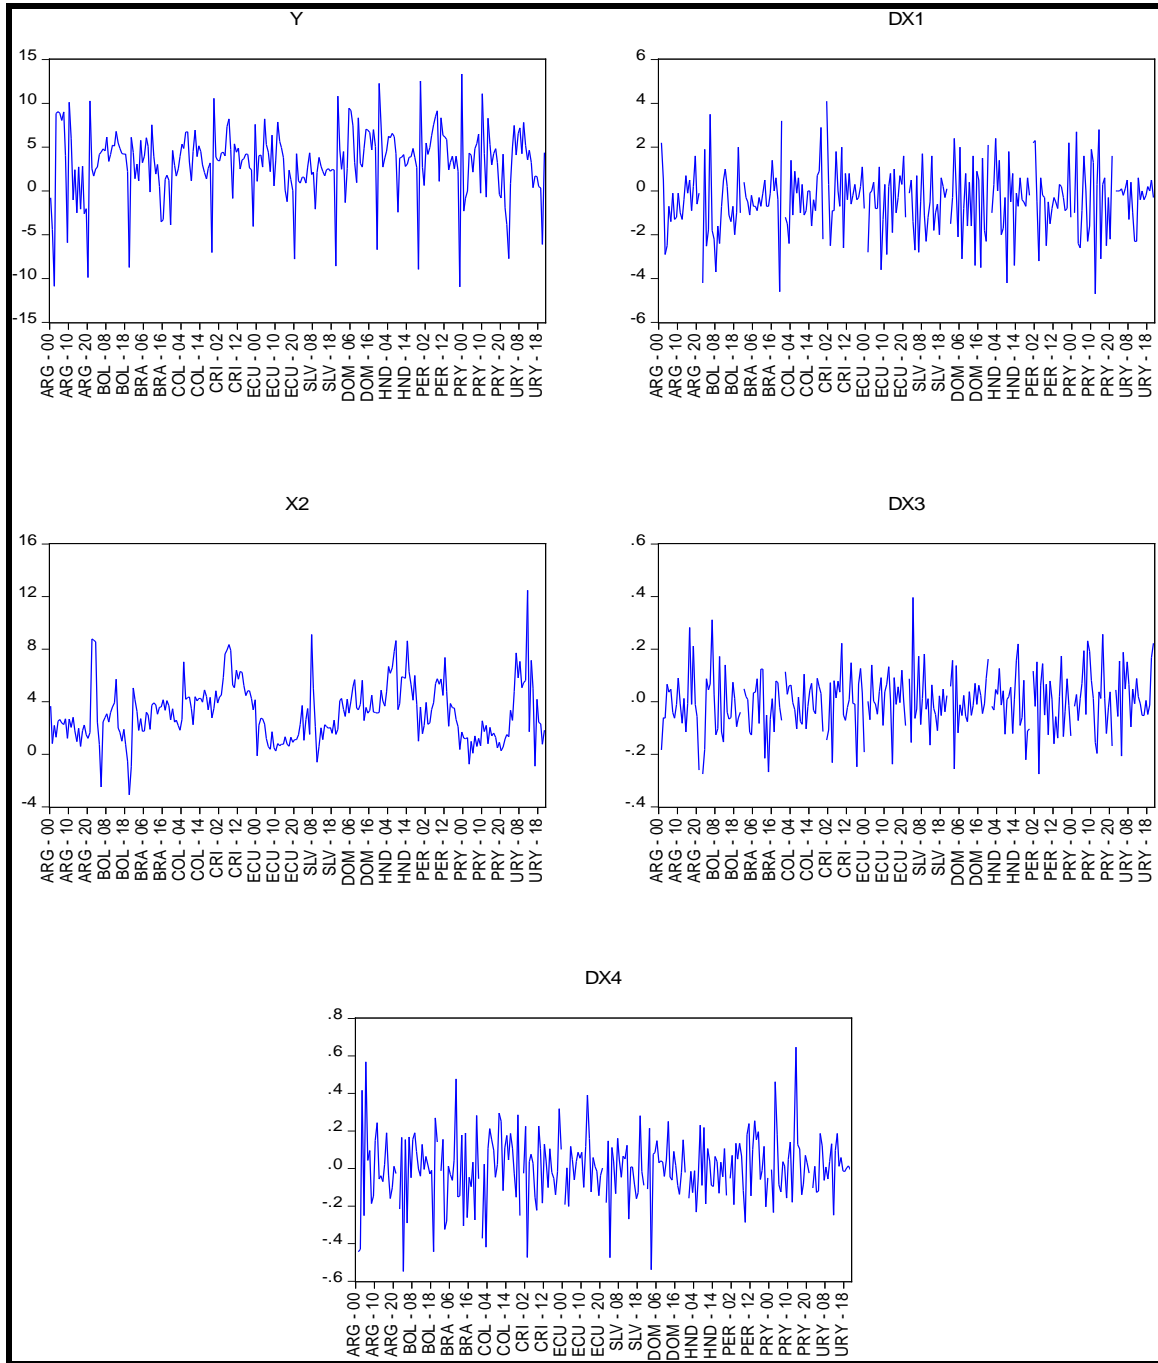 Y
15
10
5
0
-5
-10
-15
ARG - 00
ARG - 10
ARG - 20
BOL - 08
BOL - 18
BRA - 06
BRA - 16
COL - 04
COL - 14
CRI - 02
CRI - 12
ECU - 00
ECU - 10
ECU - 20
SLV - 08
SLV - 18
DOM - 06
DOM - 16
HND - 04
HND - 14
PER - 02
PER - 12
PRY - 00
PRY - 10
PRY - 20
URY - 08
URY - 18
DX1
6
4
2
0
-2
-4
-6
ARG - 00
ARG - 10
ARG - 20
BOL - 08
BOL - 18
BRA - 06
BRA - 16
COL - 04
COL - 14
CRI - 02
CRI - 12
ECU - 00
ECU - 10
ECU - 20
SLV - 08
SLV - 18
DOM - 06
DOM - 16
HND - 04
HND - 14
PER - 02
PER - 12
PRY - 00
PRY - 10
PRY - 20
URY - 08
URY - 18
X2
16
12
8
4
0
-4
ARG - 00
ARG - 10
ARG - 20
BOL - 08
BOL - 18
BRA - 06
BRA - 16
COL - 04
COL - 14
CRI - 02
CRI - 12
ECU - 00
ECU - 10
ECU - 20
SLV - 08
SLV - 18
DOM - 06
DOM - 16
HND - 04
HND - 14
PER - 02
PER - 12
PRY - 00
PRY - 10
PRY - 20
URY - 08
URY - 18
DX3
.6
.4
.2
.0
-.2
-.4
ARG - 00
ARG - 10
ARG - 20
BOL - 08
BOL - 18
BRA - 06
BRA - 16
COL - 04
COL - 14
CRI - 02
CRI - 12
ECU - 00
ECU - 10
ECU - 20
SLV - 08
SLV - 18
DOM - 06
DOM - 16
HND - 04
HND - 14
PER - 02
PER - 12
PRY - 00
PRY - 10
PRY - 20
URY - 08
URY - 18
DX4
.8
.6
.4
.2
.0
-.2
-.4
-.6
ARG - 00
ARG - 10
ARG - 20
BOL - 08
BOL - 18
BRA - 06
BRA - 16
COL - 04
COL - 14
CRI - 02
CRI - 12
ECU - 00
ECU - 10
ECU - 20
SLV - 08
SLV - 18
DOM - 06
DOM - 16
HND - 04
HND - 14
PER - 02
PER - 12
PRY - 00
PRY - 10
PRY - 20
URY - 08
URY - 18